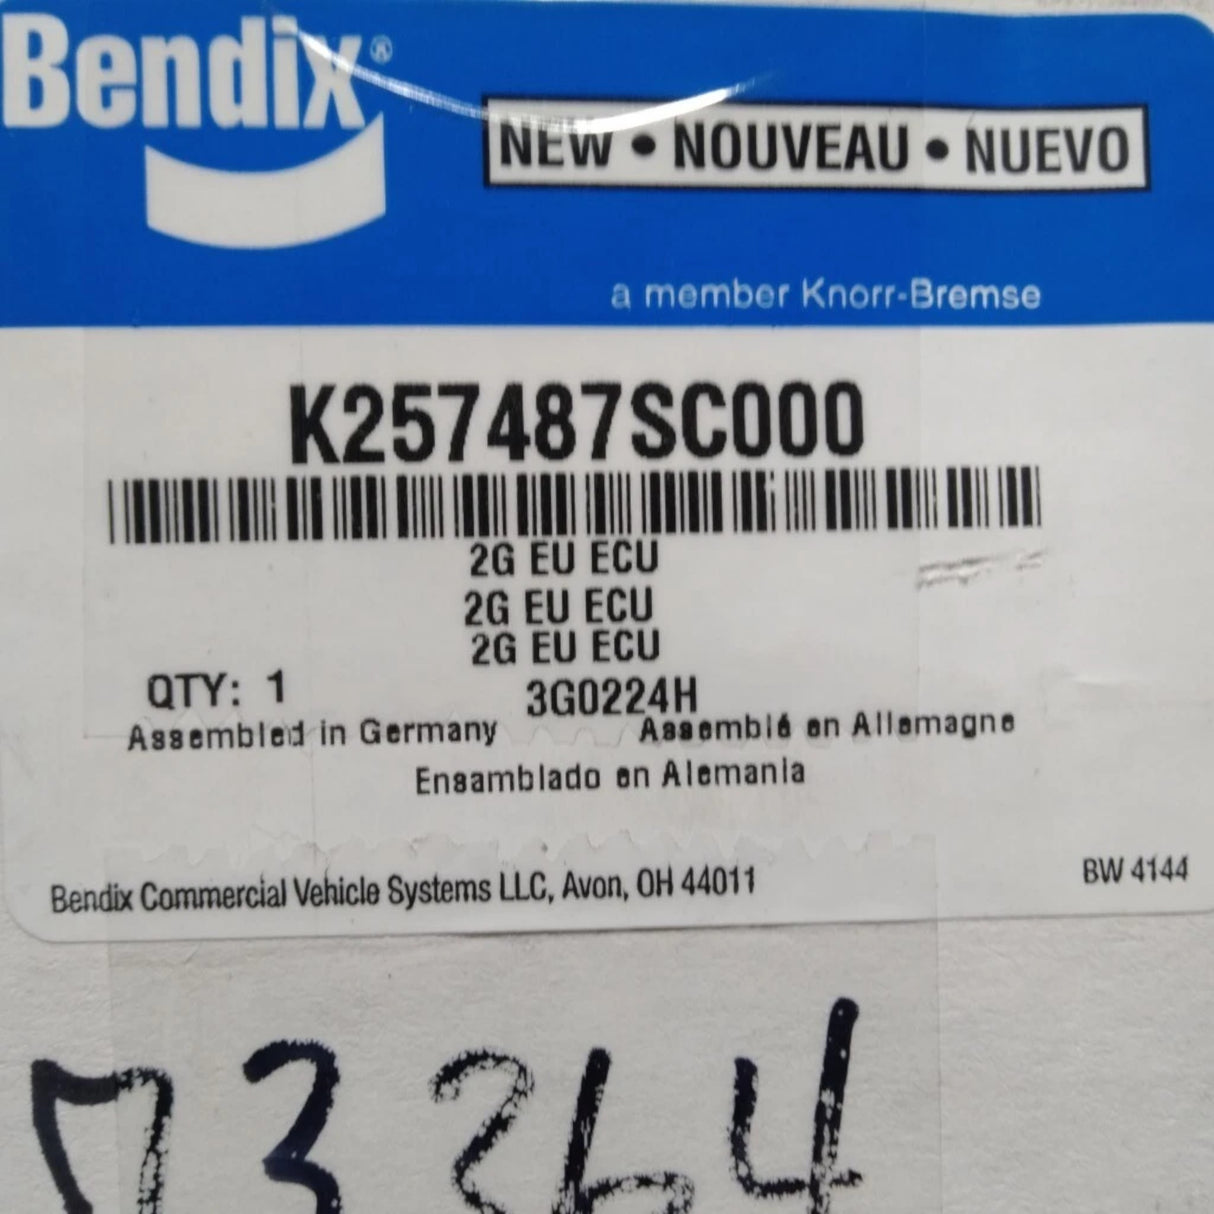 Bendix®
NEW • NOUVEAU • NUEVO
a member Knorr-Bremse
K257487SC000
2G EU ECU
2G EU ECU
2G EU ECU
QTY: 1 3G0224H
Assembled in Germany Assemblé en Allemagne
Ensamblado en Alemania
Bendix Commercial Vehicle Systems LLC, Avon, OH 44011 BW 4144